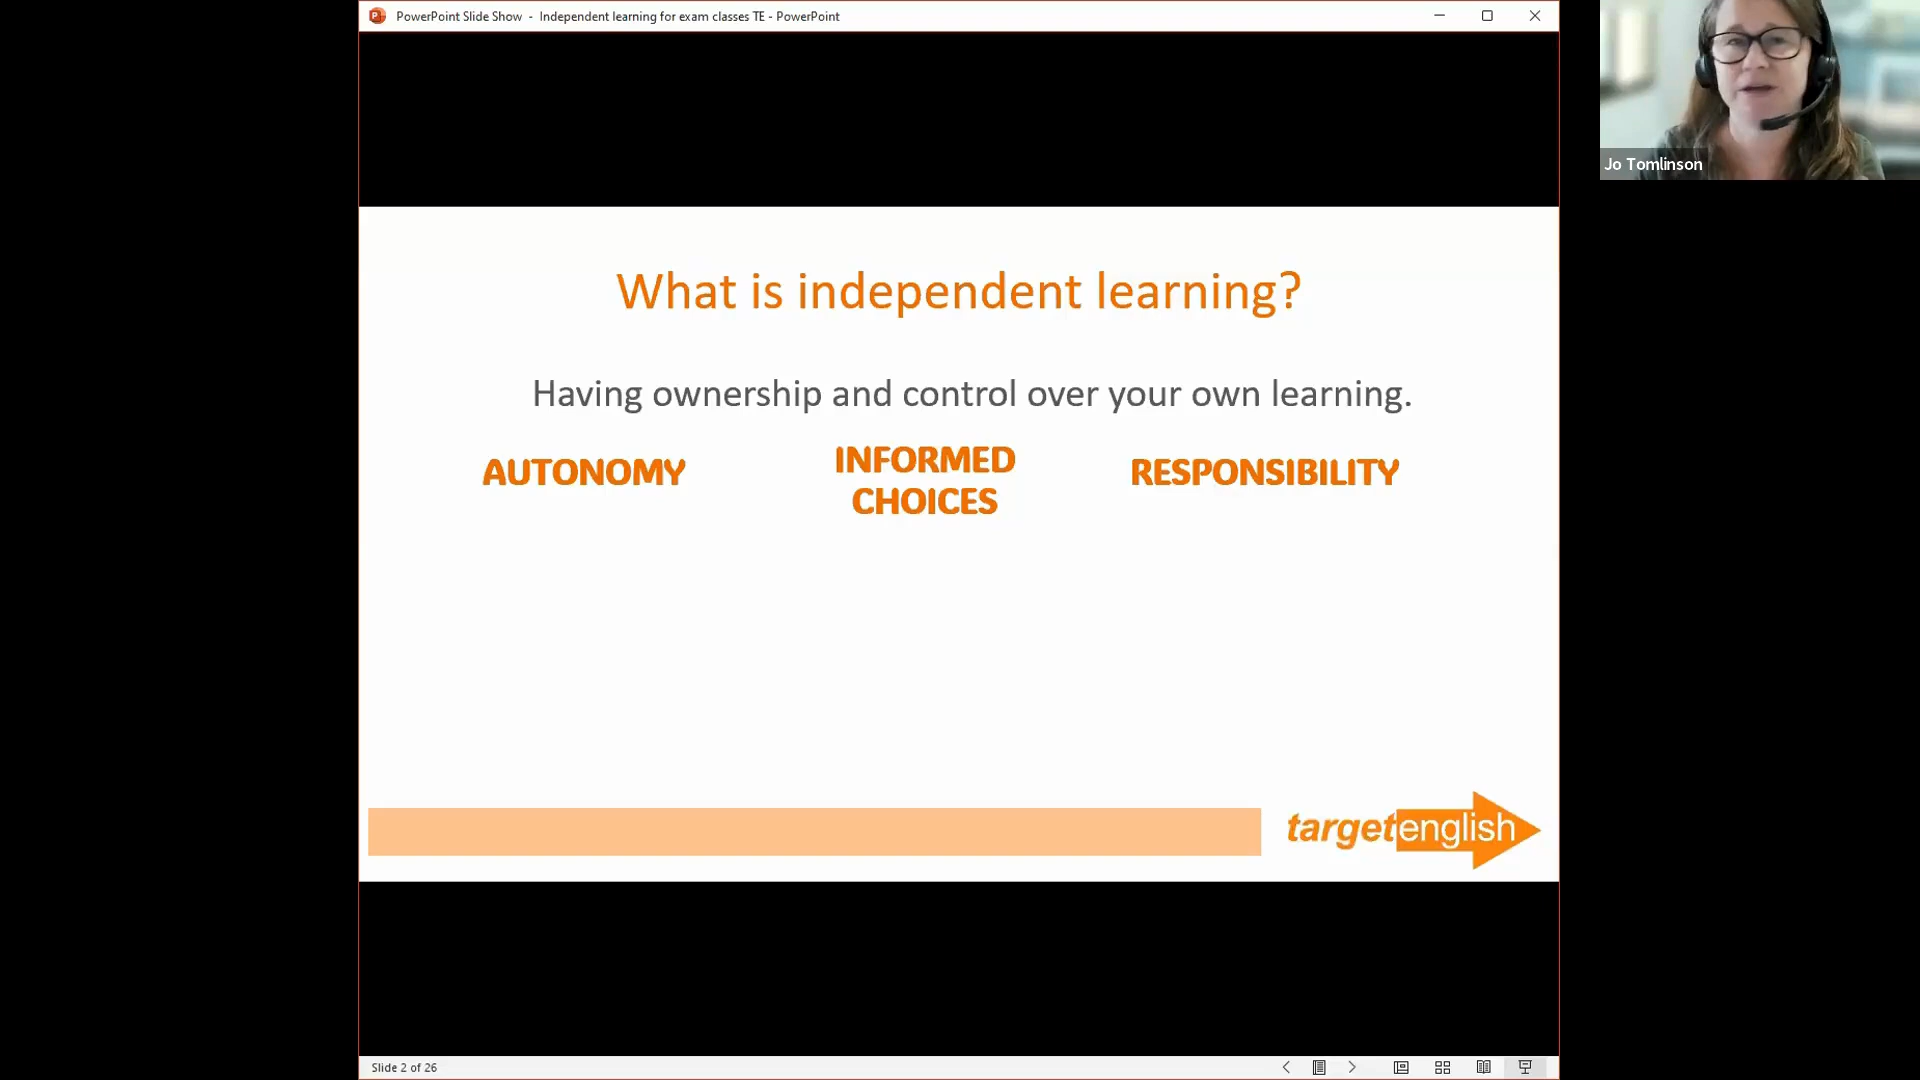 PowerPoint Slide Show - Independent learning for exam classes TE - PowerPoint
Jo Tomlinson
What is independent learning?
Having ownership and control over your own learning.
AUTONOMY
INFORMED
CHOICES
RESPONSIBILITY
targetenglish
Slide 2 of 26